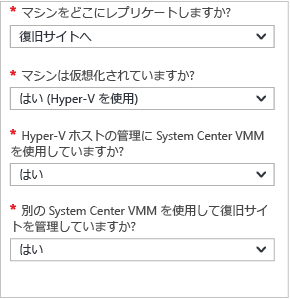 * マシンをどこにレプリケートしますか?
復旧サイトへ
* マシンは仮想化されていますか?
はい (Hyper-V を使用)
* Hyper-V ホストの管理に System Center VMM
を使用していますか?
はい
* 別の System Center VMM を使用して復旧サイ
トを管理していますか?
はい